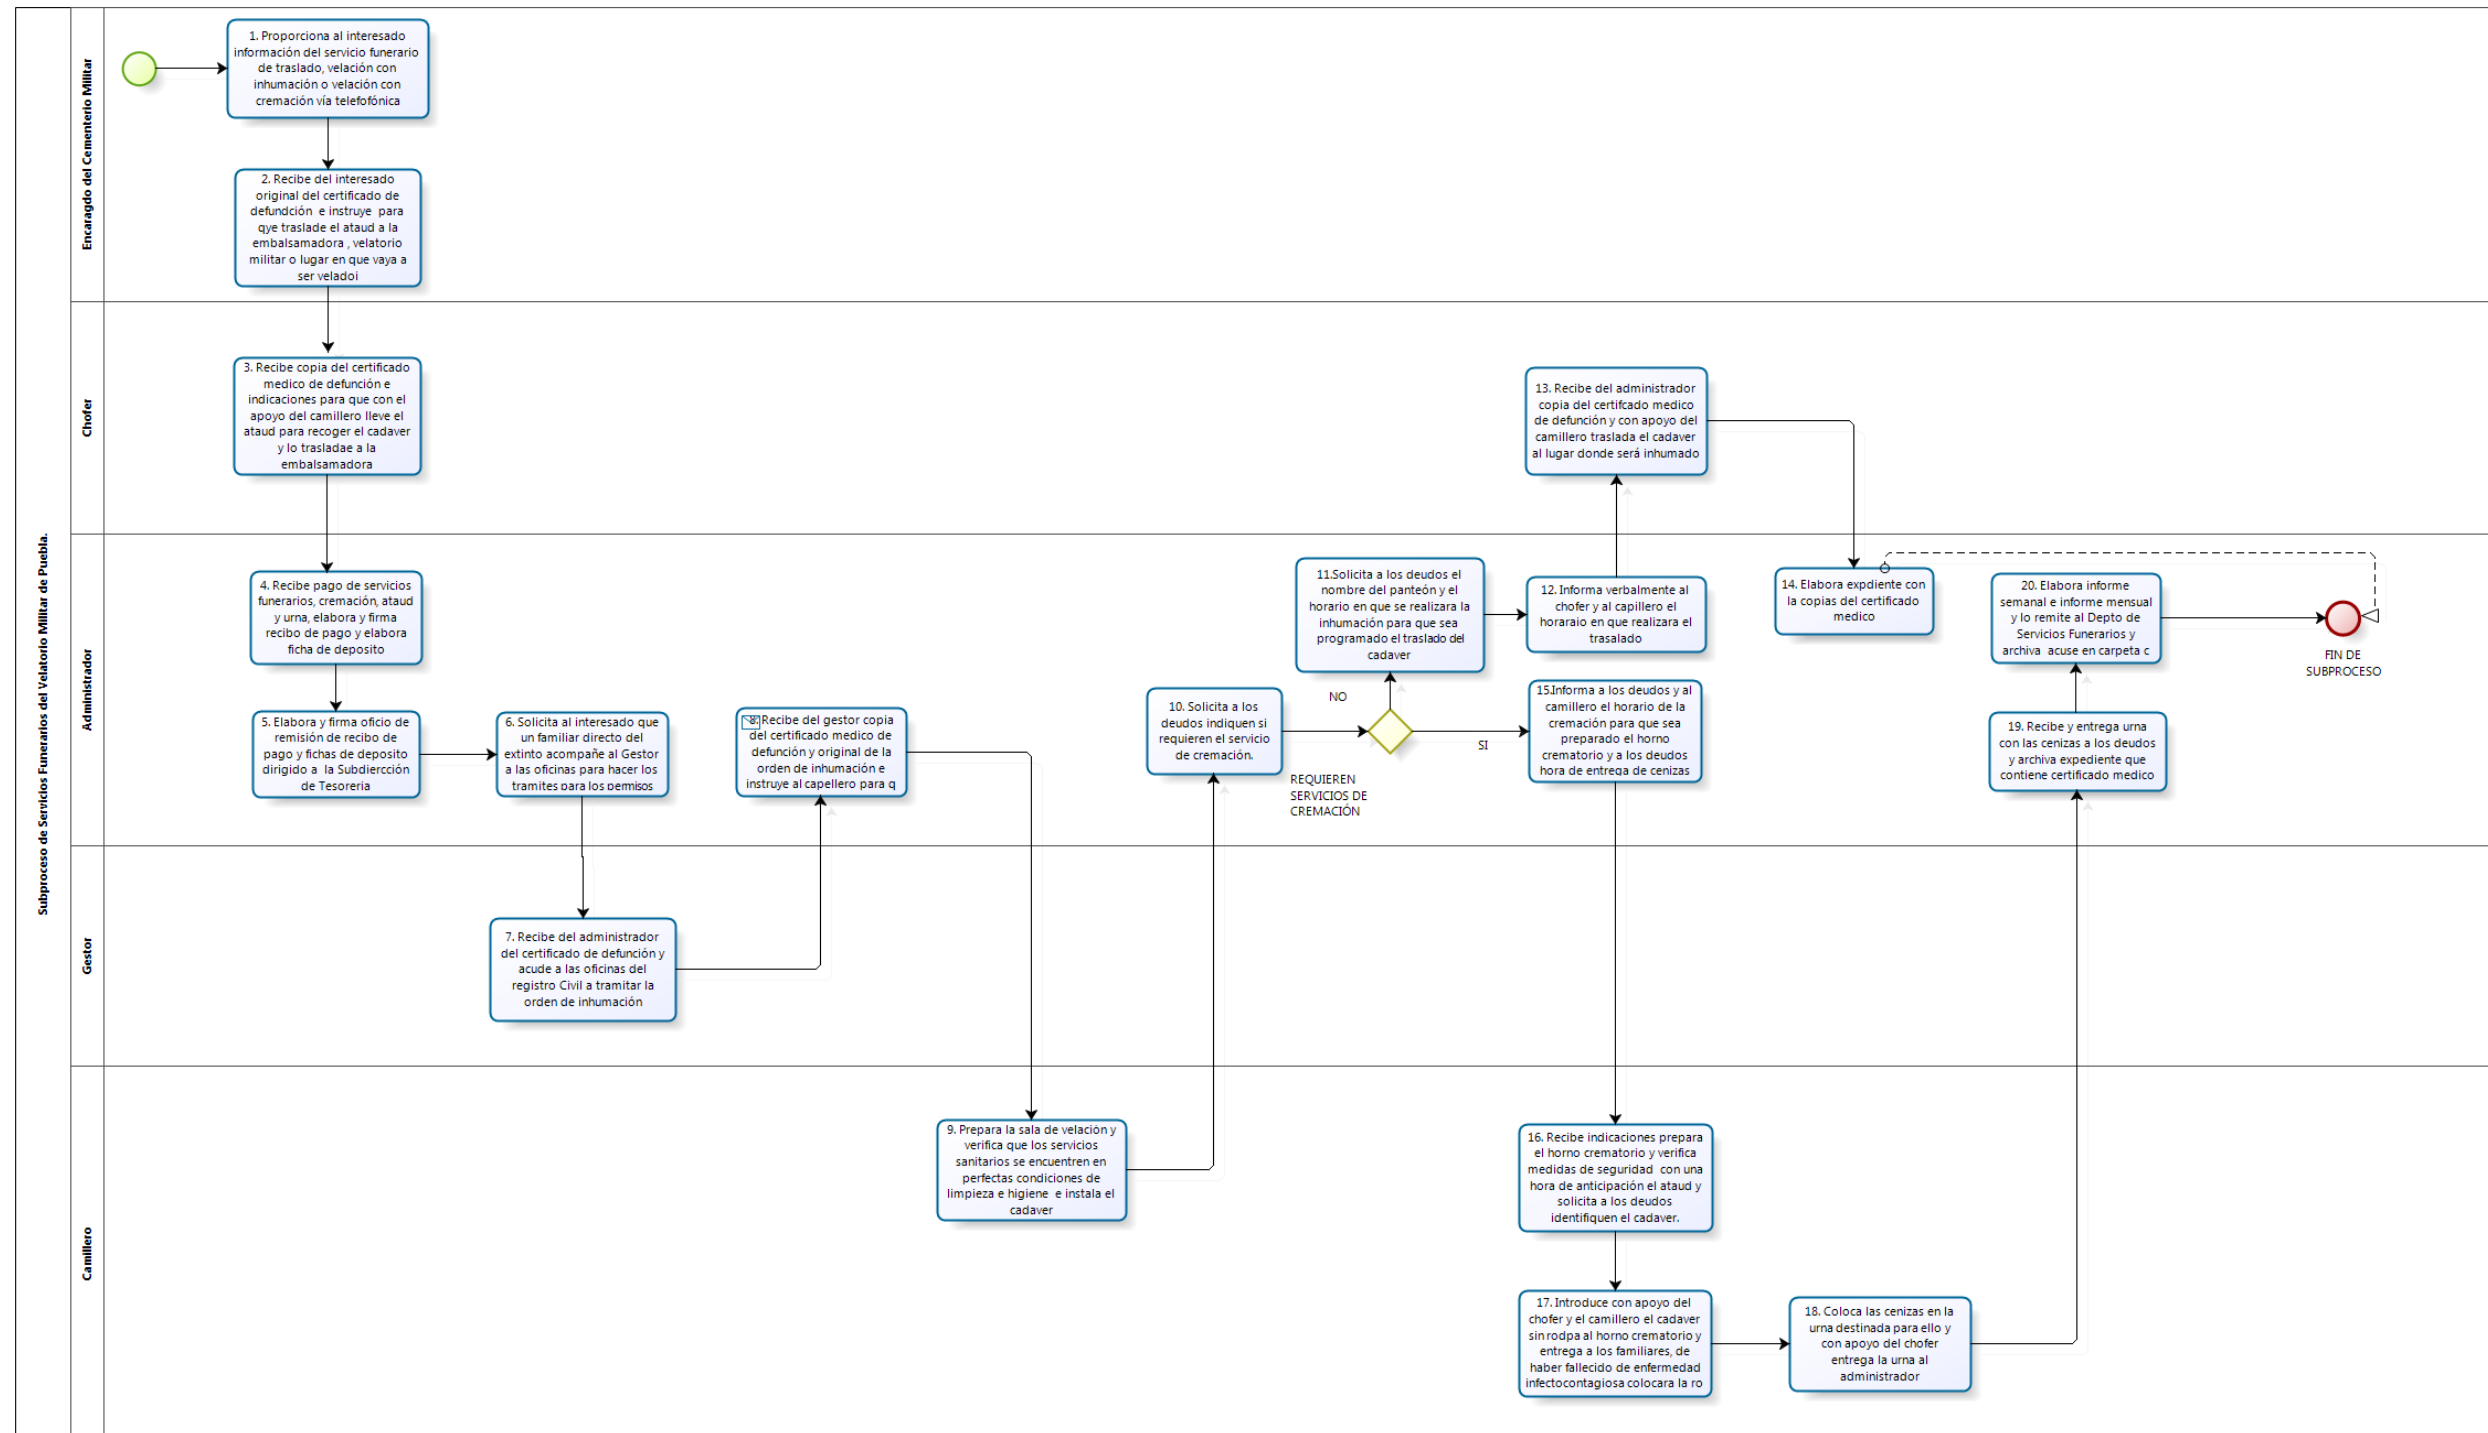 Subproceso de Servicios Funerarios del Velatorio Militar de Puebla.
Encaragdo del Cementerio Militar
1. Proporciona al interesado
información del servicio funerario
de traslado, velación con
inhumación o velación con
cremación vía telefofónica
2. Recibe del interesado
original del certificado de
defundción e instruye para
qye traslade el ataud a la
embalsamadora , velatorio
militar o lugar en que vaya a
ser veladoi
Chofer
3. Recibe copia del certificado
medico de defunción e
indicaciones para que con el
apoyo del camillero lleve el
ataud para recoger el cadaver
y lo trasladae a la
embalsamadora
13. Recibe del administrador
copia del certifcado medico
de defunción y con apoyo del
camillero traslada el cadaver
al lugar donde será inhumado
Administrador
4. Recibe pago de servicios
funerarios, cremación, ataud
y urna, elabora y firma
recibo de pago y elabora
ficha de deposito
5. Elabora y firma oficio de
remisión de recibo de
pago y fichas de deposito
dirigido a la Subdiercción
de Tesoreria
6. Solicita al interesado que
un familiar directo del
extinto acompañe al Gestor
a las oficinas para hacer los
tramites para los permisos
8. Recibe del gestor copia
del certificado medico de
defunción y original de la
orden de inhumación e
instruye al capellero para q
10. Solicita a los
deudos indiquen si
requieren el servicio
de cremación.
REQUIEREN
SERVICIOS DE
CREMACIÓN
NO
SI
11.Solicita a los deudos el
nombre del panteón y el
horario en que se realizara la
inhumación para que sea
programado el traslado del
cadaver
12. Informa verbalmente al
chofer y al capillero el
horaraio en que realizara el
trasalado
14. Elabora expdiente con
la copias del certificado
medico
15.Informa a los deudos y al
camillero el horario de la
cremación para que sea
preparado el horno
crematorio y a los deudos
hora de entrega de cenizas
20. Elabora informe
semanal e informe mensual
y lo remite al Depto de
Servicios Funerarios y
archiva acuse en carpeta c
19. Recibe y entrega urna
con las cenizas a los deudos
y archiva expediente que
contiene certificado medico
FIN DE
SUBPROCESO
Gestor
7. Recibe del administrador
del certificado de defunción y
acude a las oficinas del
registro Civil a tramitar la
orden de inhumación
Camillero
9. Prepara la sala de velación y
verifica que los servicios
sanitarios se encuentren en
perfectas condiciones de
limpieza e higiene e instala el
cadaver
16. Recibe indicaciones prepara
el horno crematorio y verifica
medidas de seguridad con una
hora de anticipación el ataud y
solicita a los deudos
identifiquen el cadaver.
17. Introduce con apoyo del
chofer y el camillero el cadaver
sin rodpa al horno crematorio y
entrega a los familiares, de
haber fallecido de enfermedad
infectocontagiosa colocara la ro
18. Coloca las cenizas en la
urna destinada para ello y
con apoyo del chofer
entrega la urna al
administrador